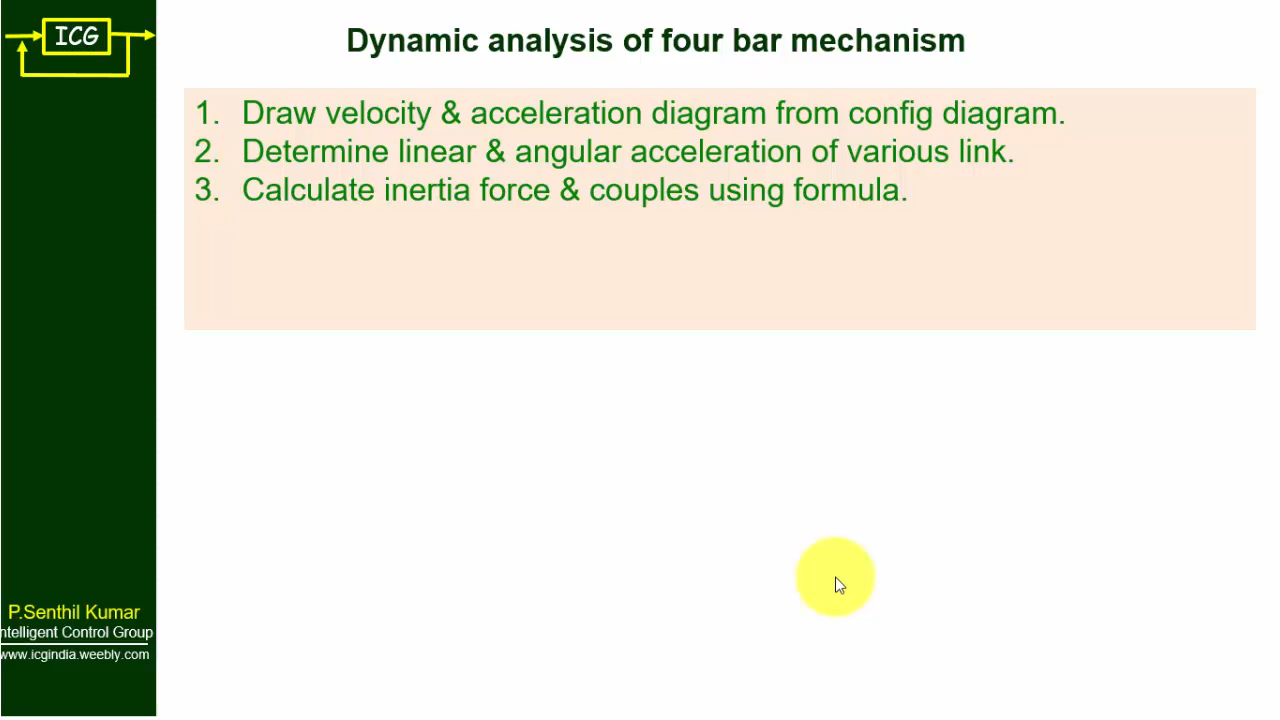 ICG
Dynamic analysis of four bar mechanism
1. Draw velocity & acceleration diagram from config diagram.
2. Determine linear & angular acceleration of various link.
3. Calculate inertia force & couples using formula.
P.Senthil Kumar
ntelligent Control Group
www.icgindia.weebly.com